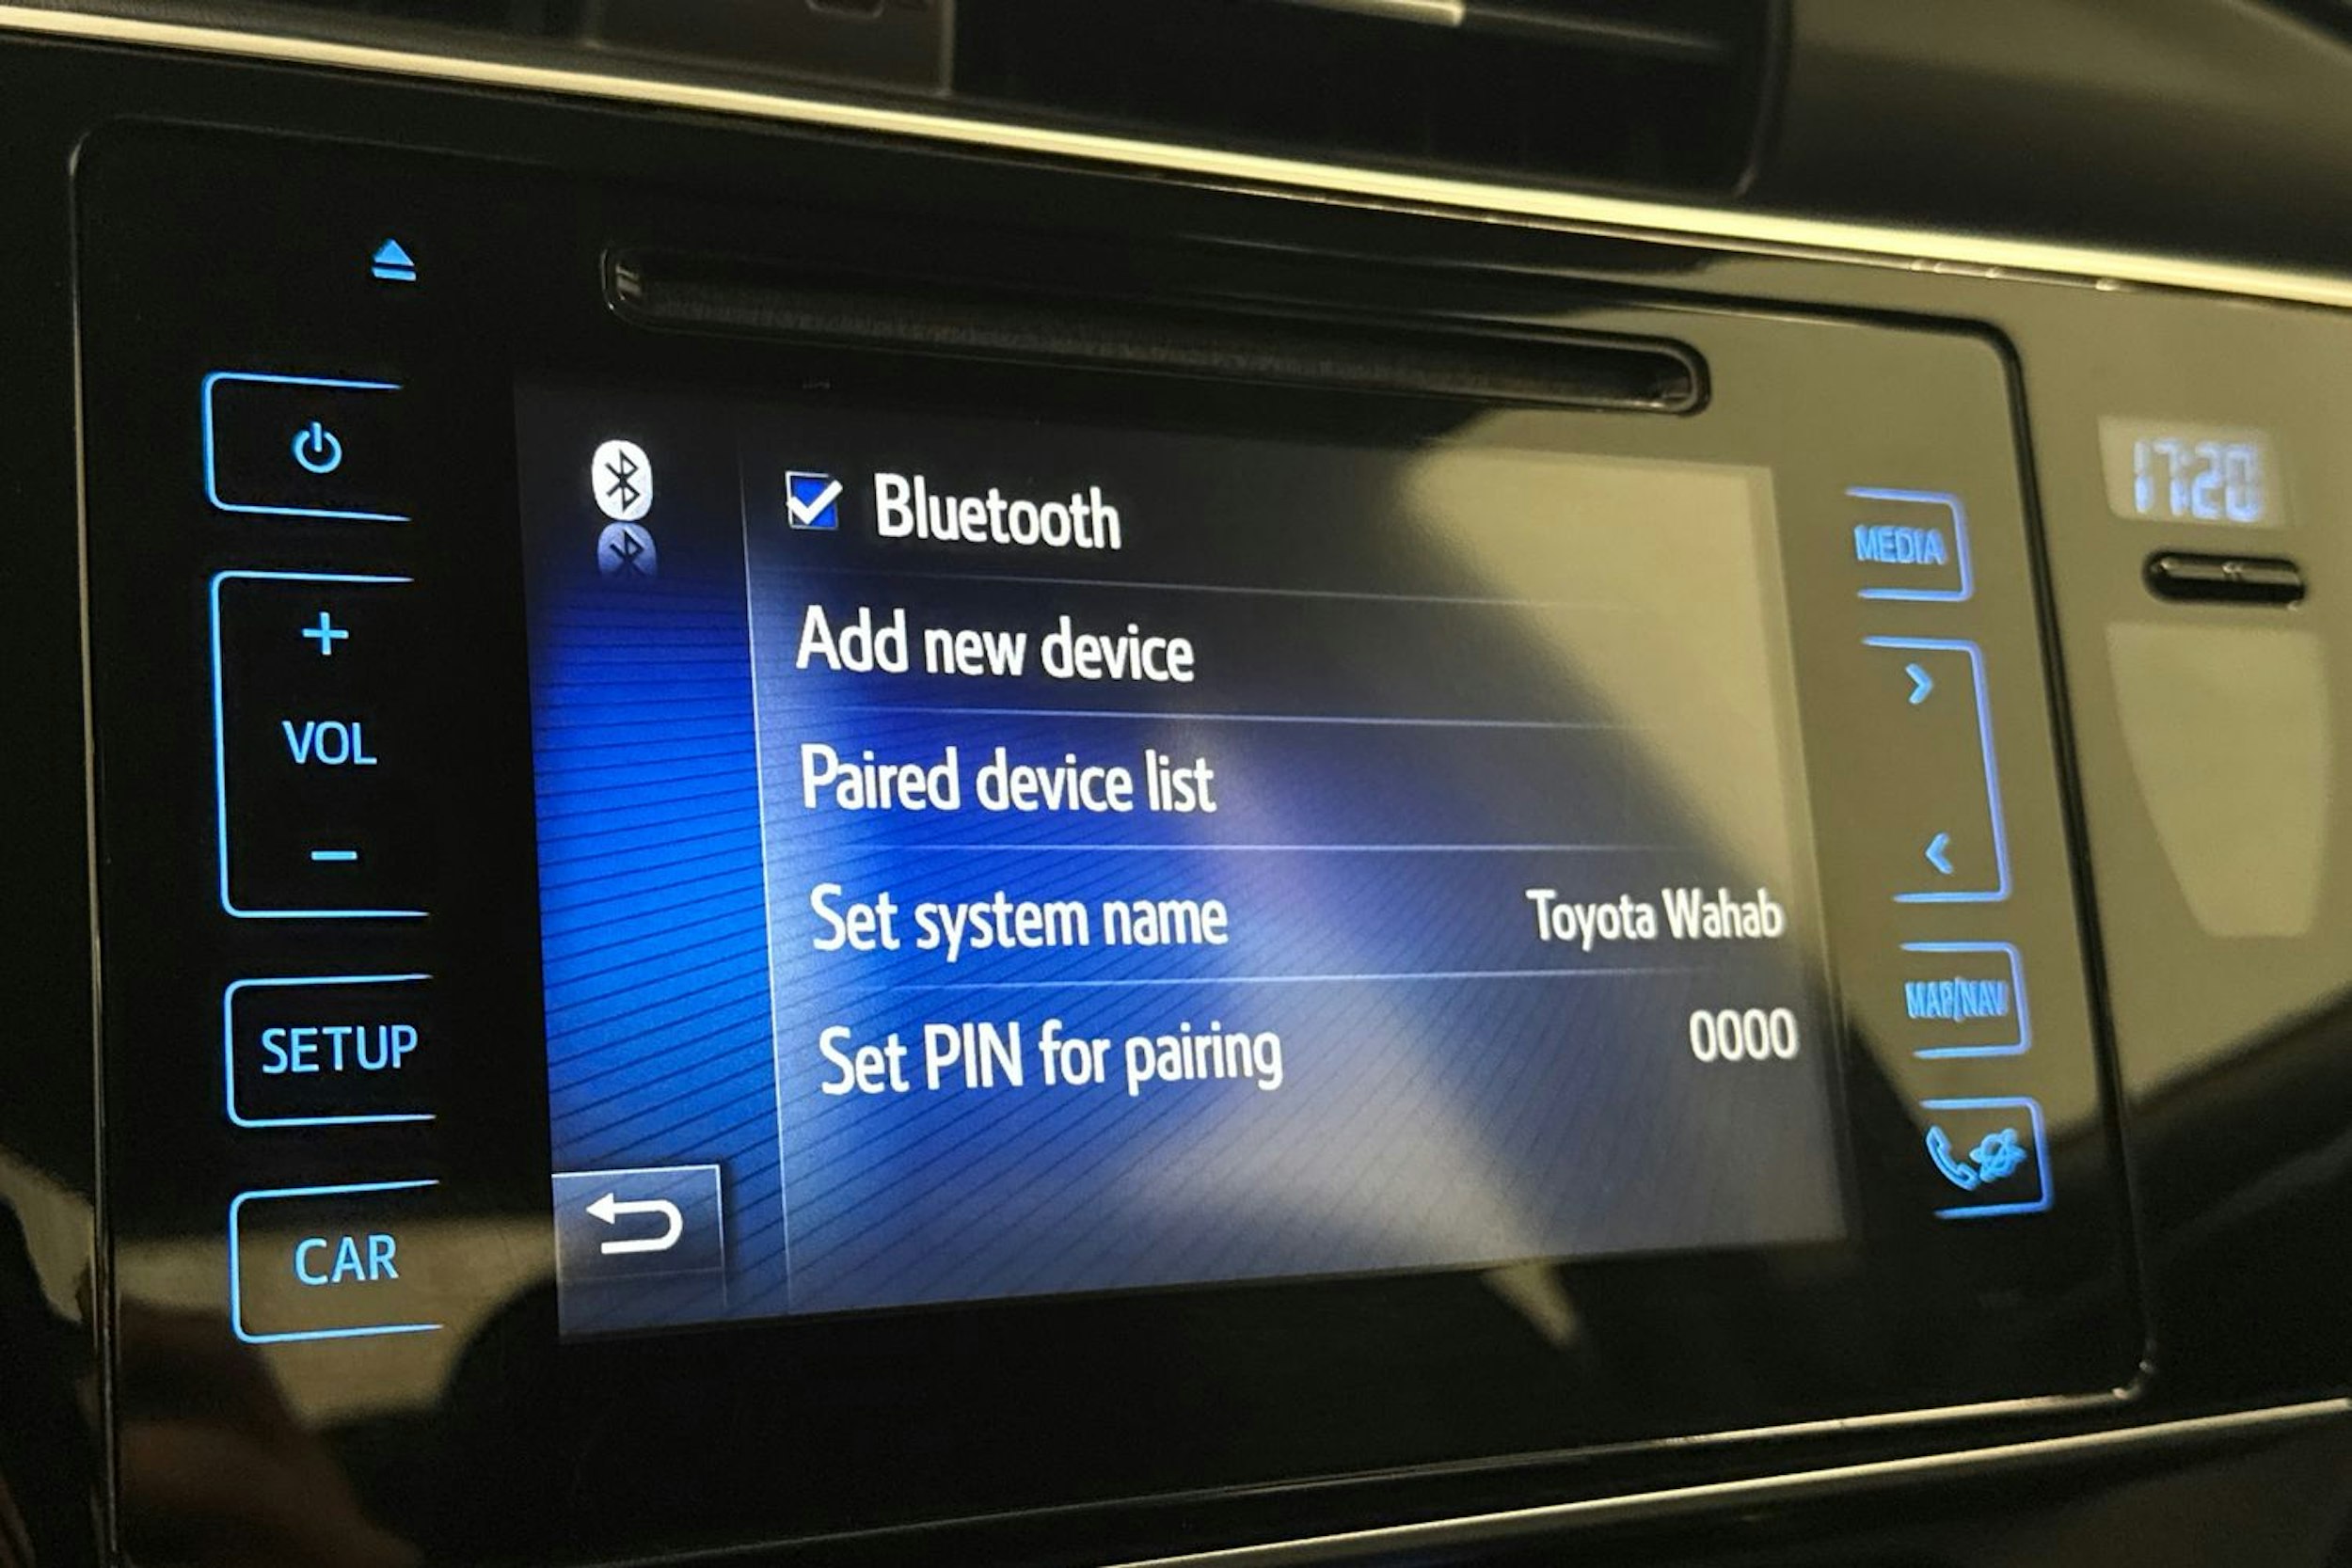 Bluetooth
Add new device
Paired device list
Set system name Toyota Wahab
Set PIN for pairing 0000
VOL
SETUP
CAR
MEDIA
MAP/NAV
17:20